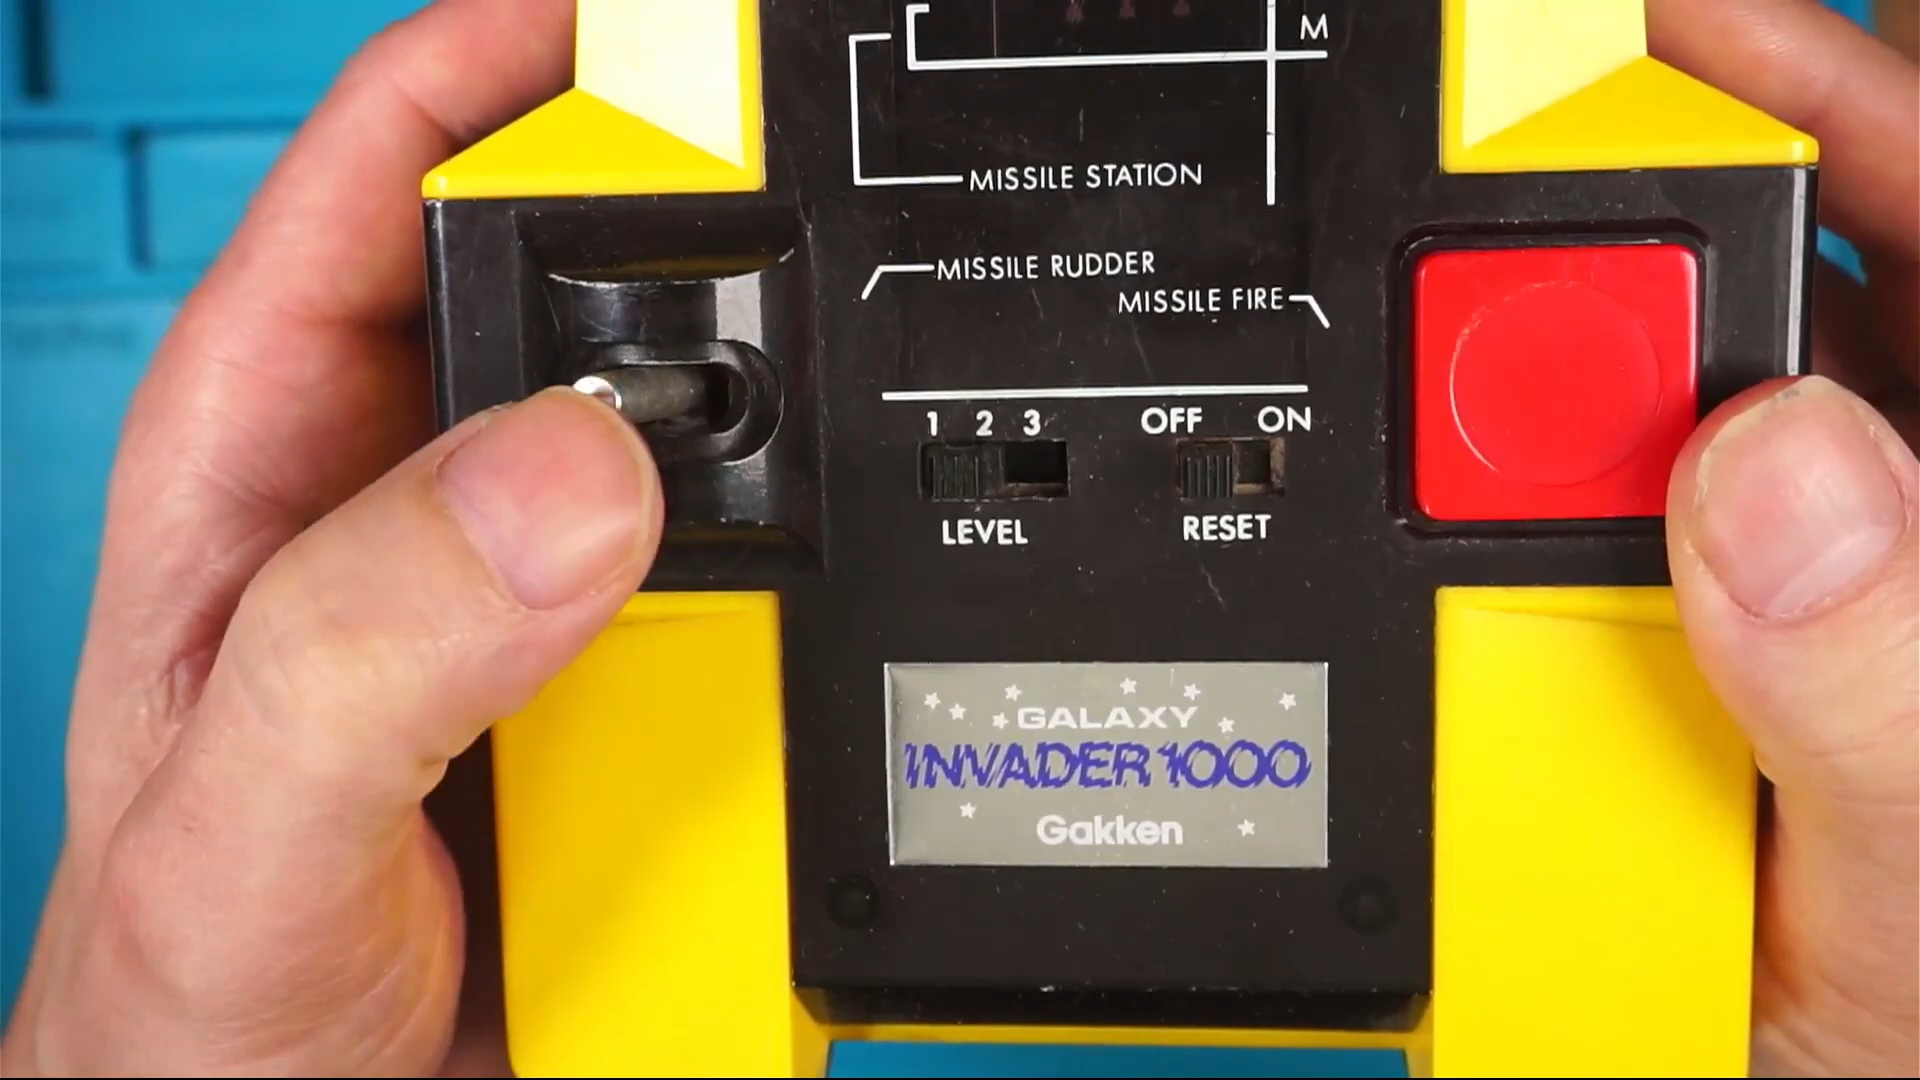 M
MISSILE STATION
MISSILE RUDDER
MISSILE FIRE
1 2 3
OFF ON
LEVEL
RESET
GALAXY
INVADER 1000
Gakken